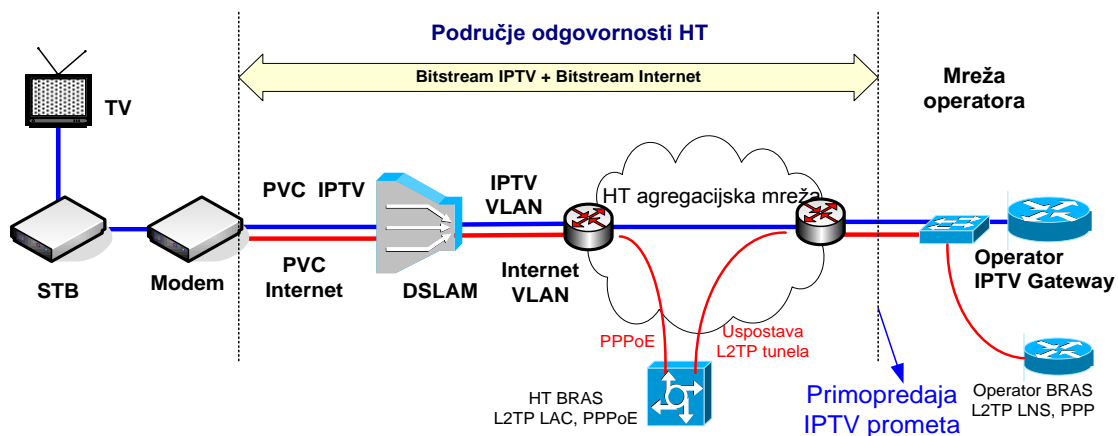 Područje odgovornosti HT
Bitstream IPTV + Bitstream Internet
Mreža
operatora
TV
PVC IPTV
IPTV
VLAN
HT agregacijska mreža
STB
Modem
PVC
Internet
DSLAM
Internet
VLAN
Operator
IPTV Gateway
PPPoE
Uspostava
L2TP tunela
HT BRAS
L2TP LAC, PPPoE
Primopredaja
IPTV prometa
Operator BRAS
L2TP LNS, PPP